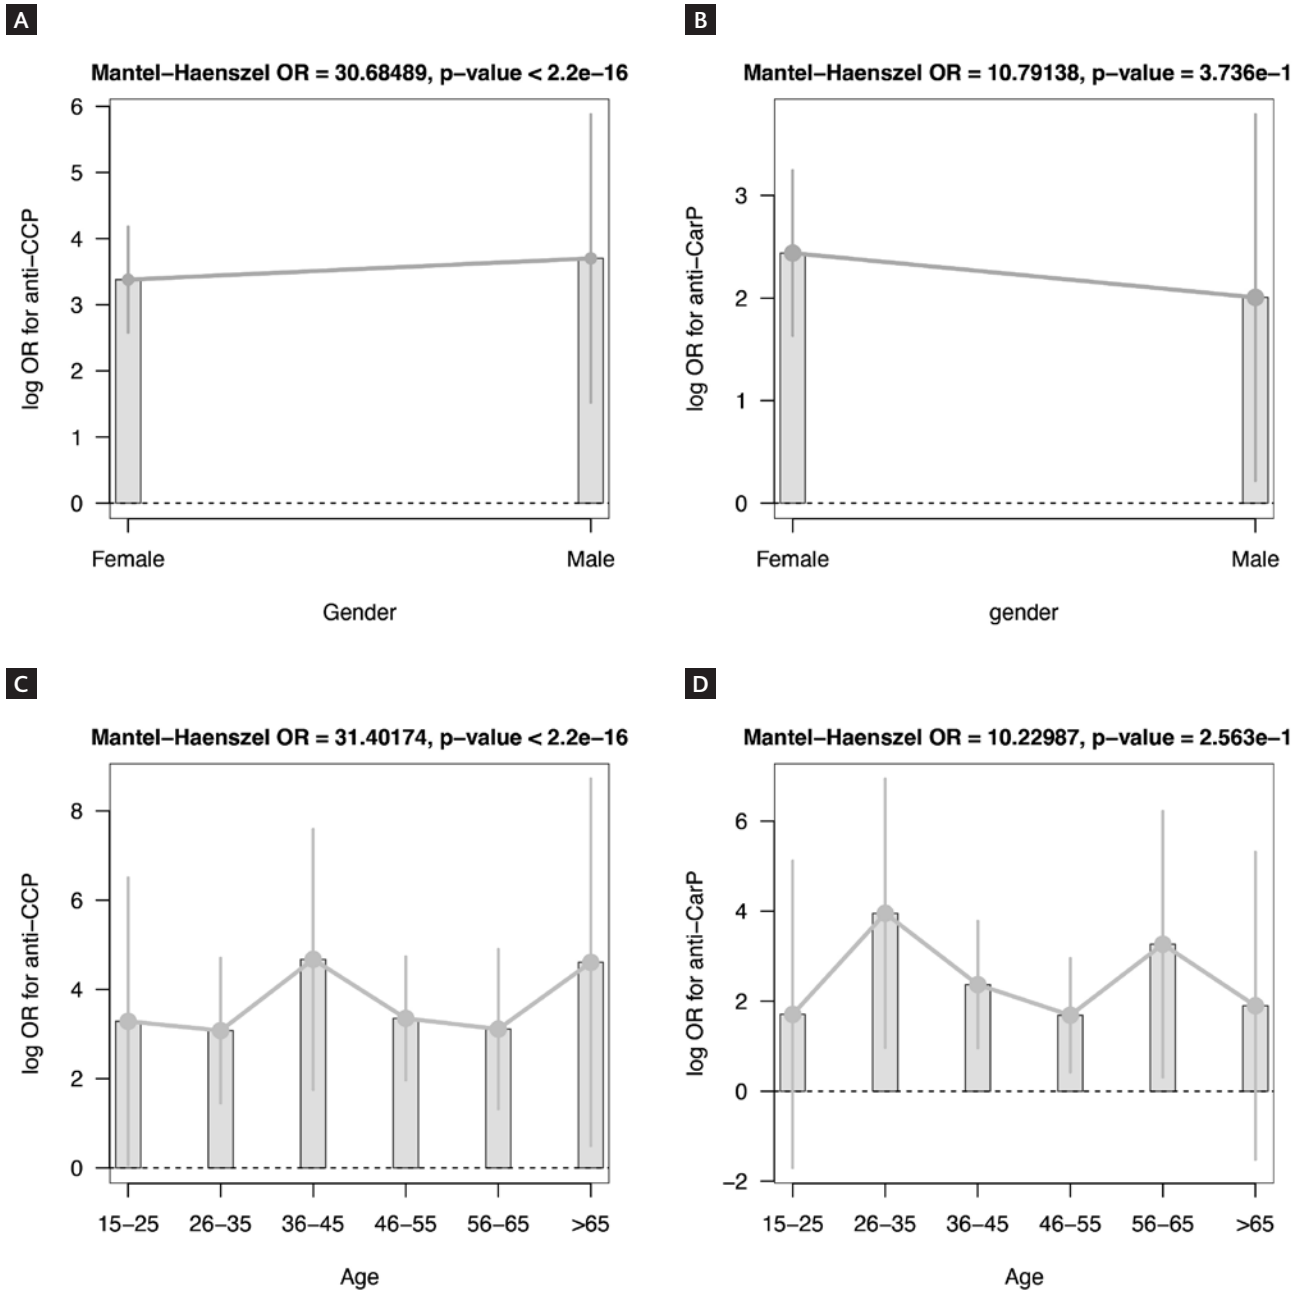 A
Mantel–Haenszel OR = 30.68489, p–value < 2.2e–16
log OR for anti–CCP
6
5
4
3
2
1
0
Female
Male
Gender
B
Mantel–Haenszel OR = 10.79138, p–value = 3.736e–1
log OR for anti–CarP
3
2
1
0
Female
Male
gender
C
Mantel–Haenszel OR = 31.40174, p–value < 2.2e–16
log OR for anti–CCP
8
6
4
2
0
15–25
26–35
36–45
46–55
56–65
>65
Age
D
Mantel–Haenszel OR = 10.22987, p–value = 2.563e–1
log OR for anti–CarP
6
4
2
0
–2
15–25
26–35
36–45
46–55
56–65
>65
Age